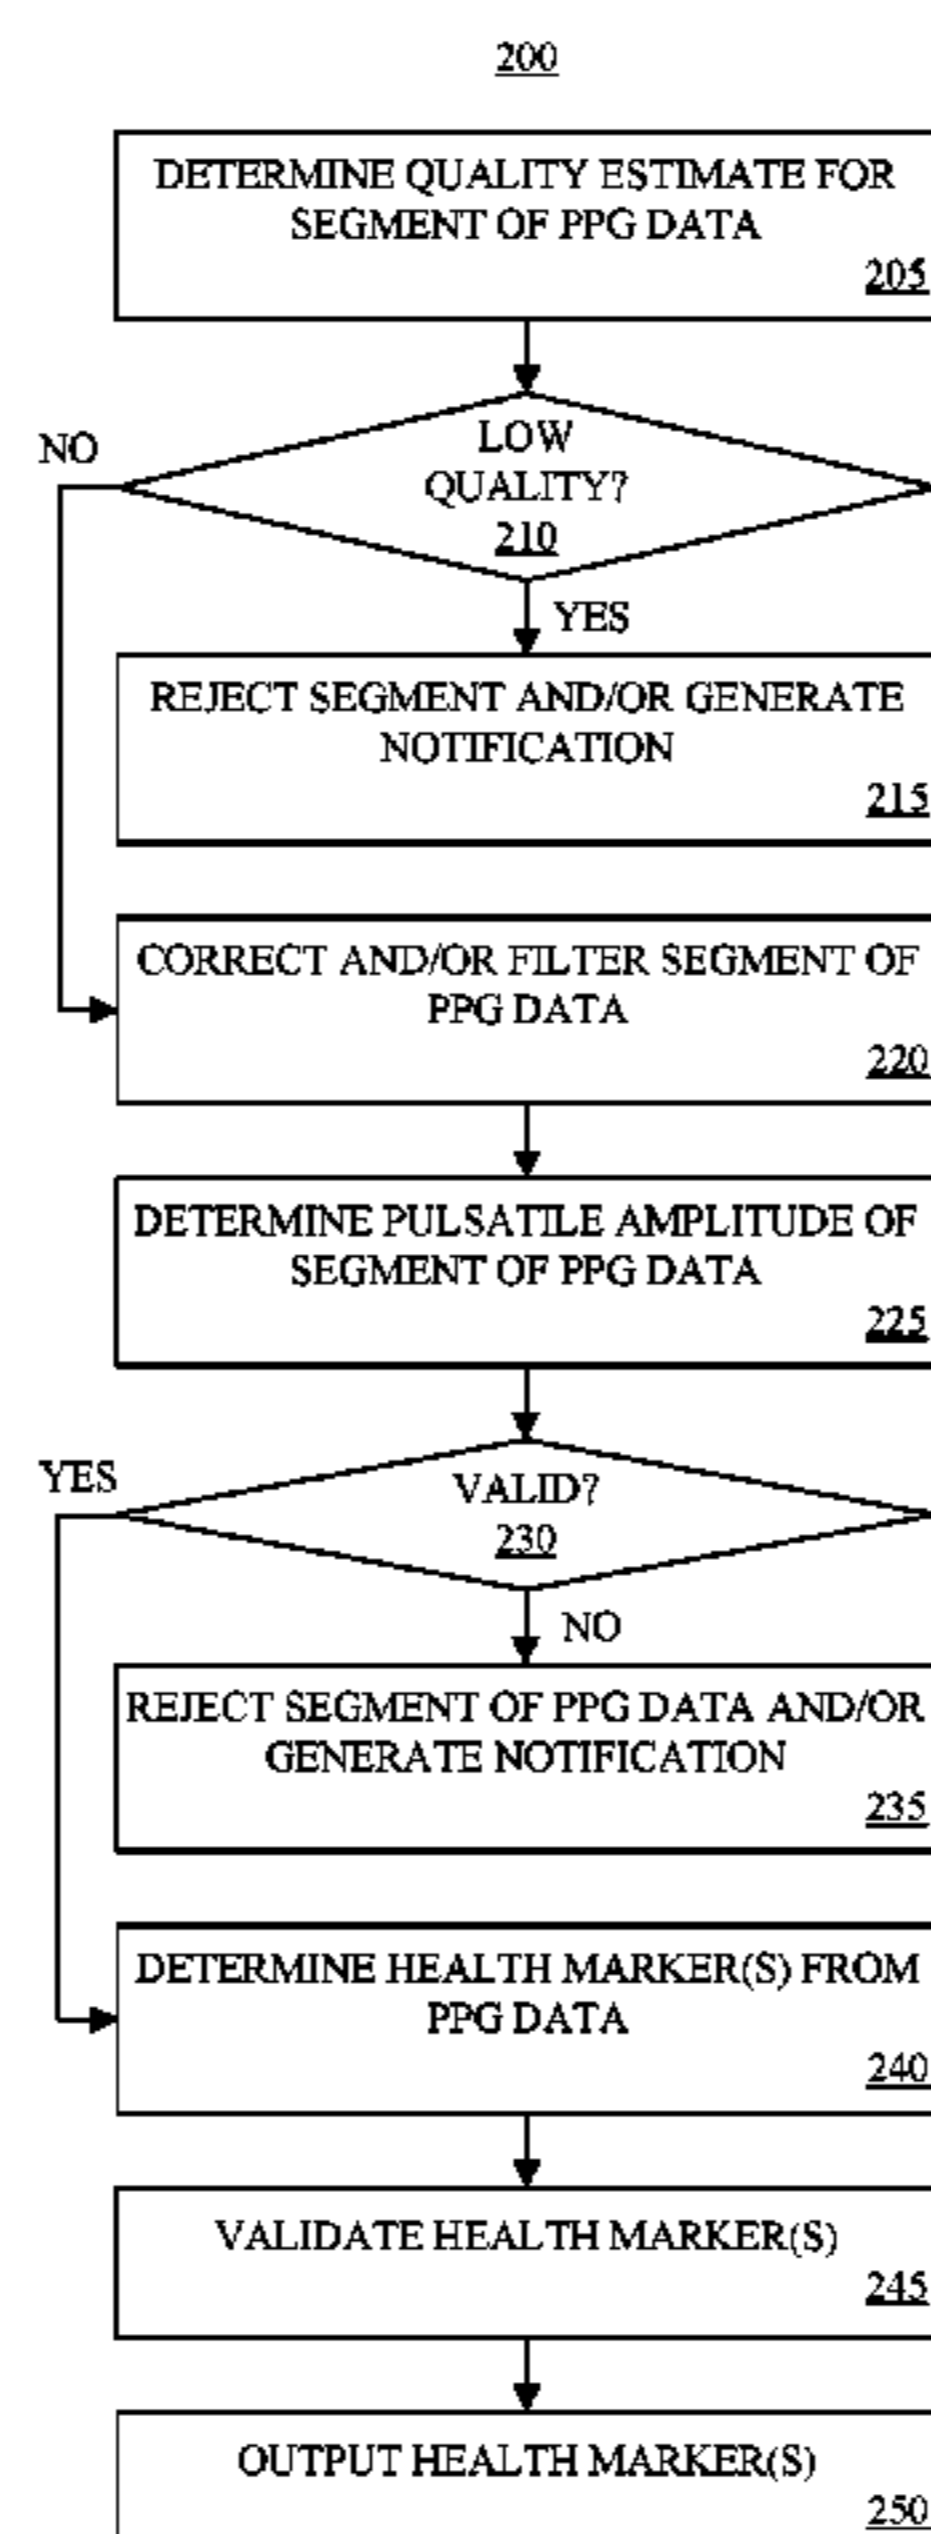 200
DETERMINE QUALITY ESTIMATE FOR
SEGMENT OF PPG DATA
205
NO
LOW
QUALITY?
210
YES
REJECT SEGMENT AND/OR GENERATE
NOTIFICATION
215
CORRECT AND/OR FILTER SEGMENT OF
PPG DATA
220
DETERMINE PULSATILE AMPLITUDE OF
SEGMENT OF PPG DATA
225
YES
VALID?
230
NO
REJECT SEGMENT OF PPG DATA AND/OR
GENERATE NOTIFICATION
235
DETERMINE HEALTH MARKER(S) FROM
PPG DATA
240
VALIDATE HEALTH MARKER(S)
245
OUTPUT HEALTH MARKER(S)
250